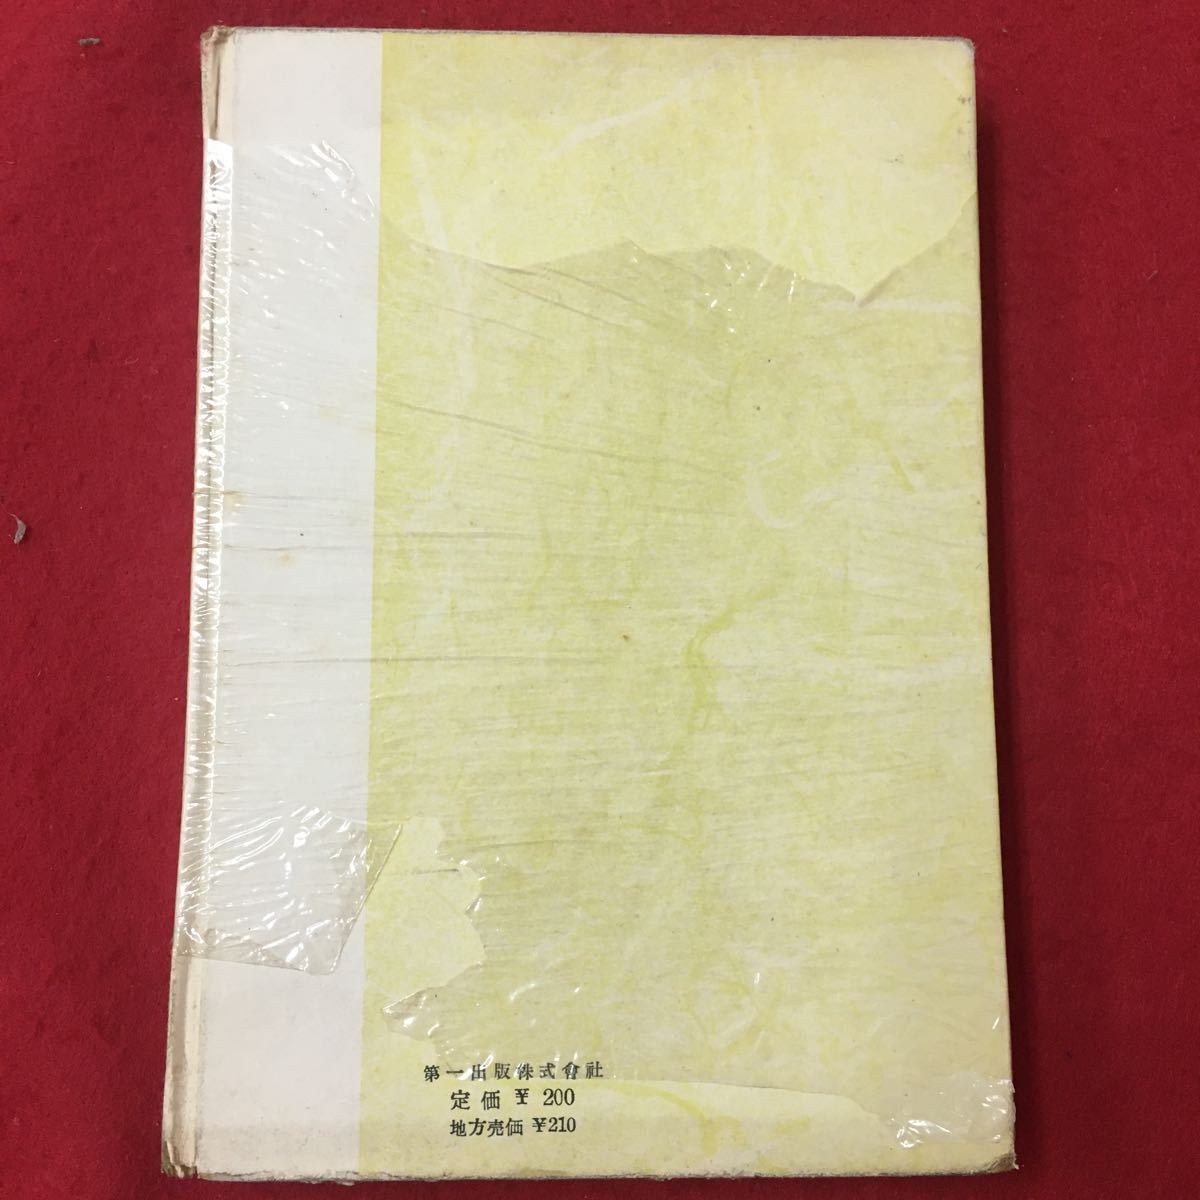 第一出版株式會社
定価 ¥ 200
地方売価 ¥210